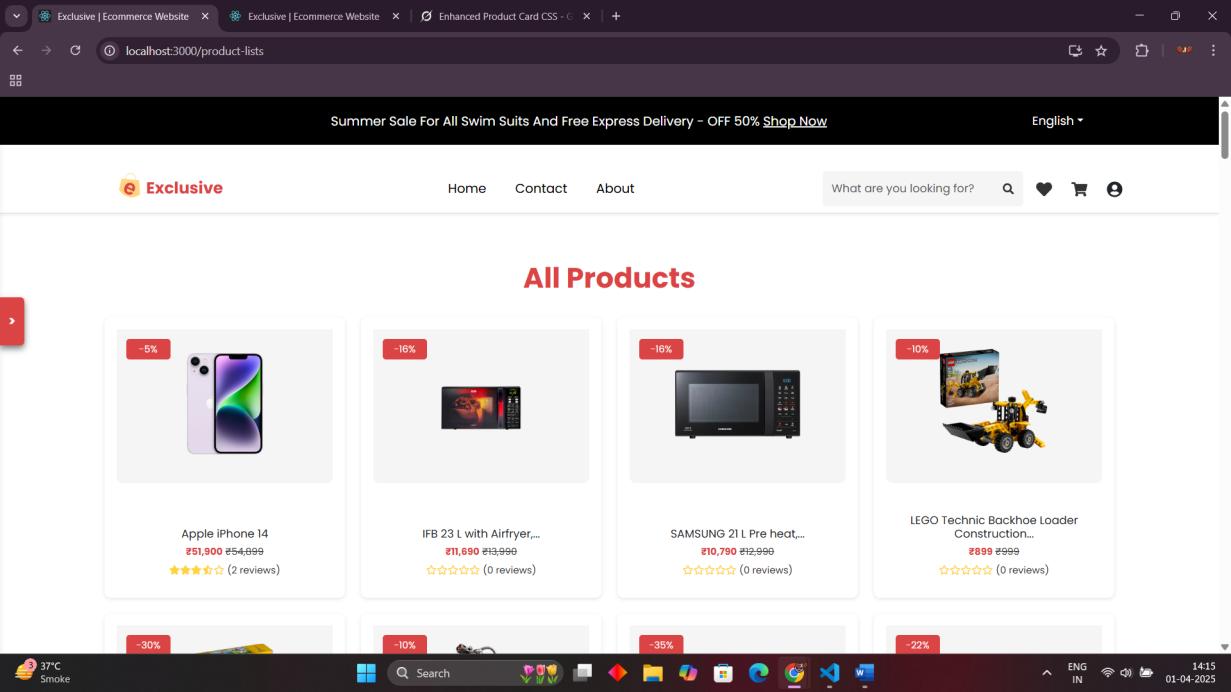 Exclusive | Ecommerce Website
Exclusive | Ecommerce Website
Enhanced Product Card CSS - G
localhost:3000/product-lists
Summer Sale For All Swim Suits And Free Express Delivery - OFF 50% Shop Now
English
Exclusive
Home
Contact
About
What are you looking for?
All Products
-5%
-16%
-16%
-10%
Apple iPhone 14
₹51,900 ₹54,899
(2 reviews)
IFB 23 L with Airfryer,...
₹11,690 ₹13,990
(0 reviews)
SAMSUNG 21 L Pre heat,...
₹10,790 ₹12,990
(0 reviews)
LEGO Technic Backhoe Loader
Construction...
₹899 ₹999
(0 reviews)
-30%
-10%
-35%
-22%
3
37°C
Smoke
Search
ENG
IN
14:15
01-04-2025